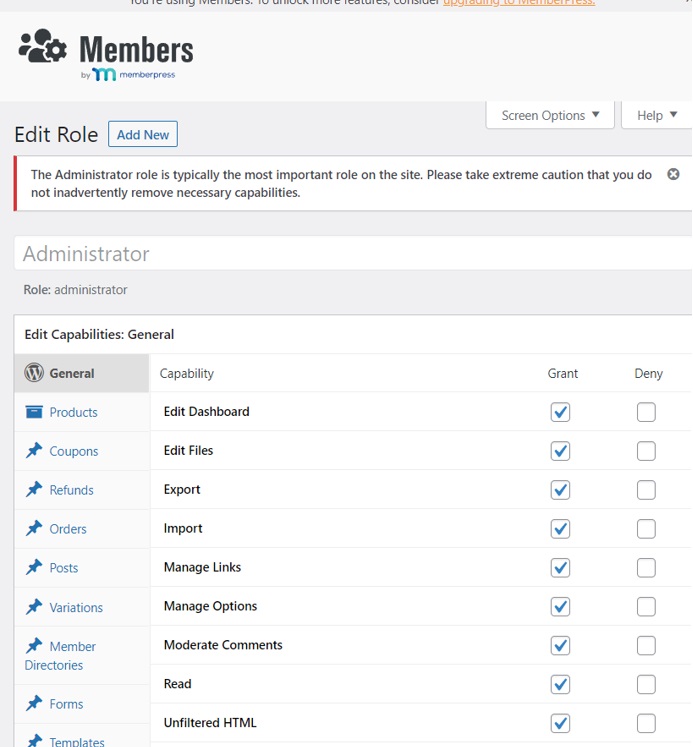 You're using Members. To unlock more features, consider upgrading to MemberPress.
Members
by m memberpress
Screen Options ▼
Help ▼
Edit Role
Add New
The Administrator role is typically the most important role on the site. Please take extreme caution that you do
not inadvertently remove necessary capabilities.
Administrator
Role: administrator
Edit Capabilities: General
General
Capability
Grant
Deny
Products
Edit Dashboard
Coupons
Edit Files
Refunds
Export
Orders
Import
Posts
Manage Links
Variations
Manage Options
Member
Directories
Moderate Comments
Read
Forms
Unfiltered HTML
Templates